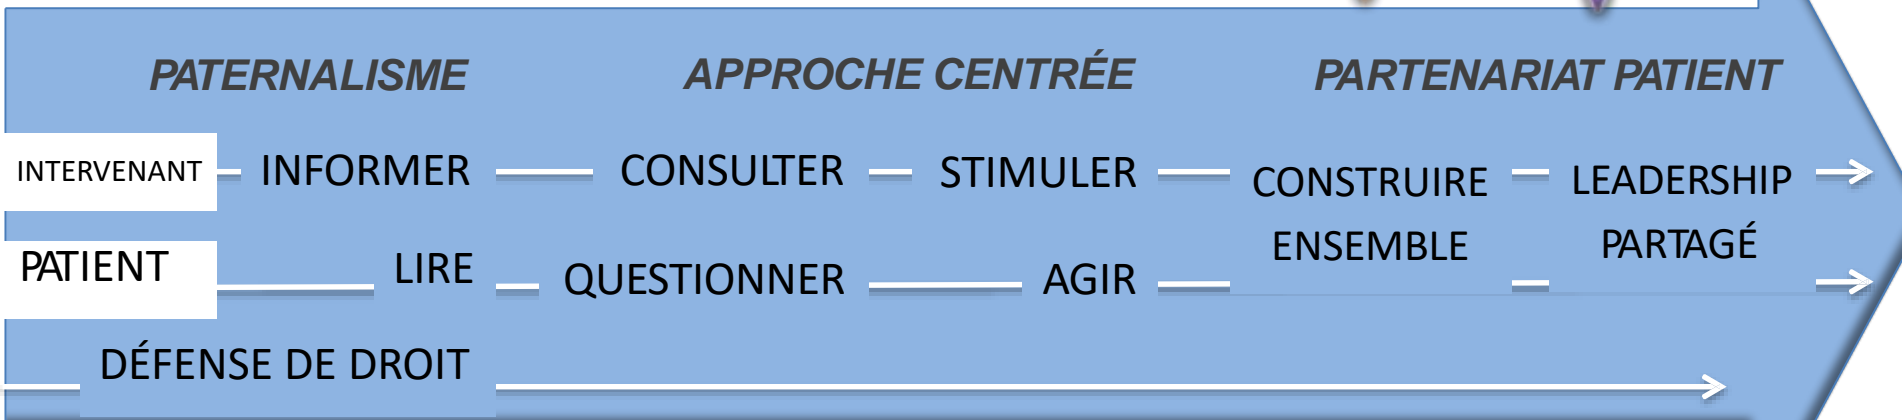 PATERNALISME APPROCHE CENTRÉE PARTENARIAT PATIENT
INTERVENANT INFORMER CONSULTER STIMULER CONSTRUIRE LEADERSHIP
ENSEMBLE PARTAGÉ
PATIENT LIRE QUESTIONNER AGIR
DÉFENSE DE DROIT